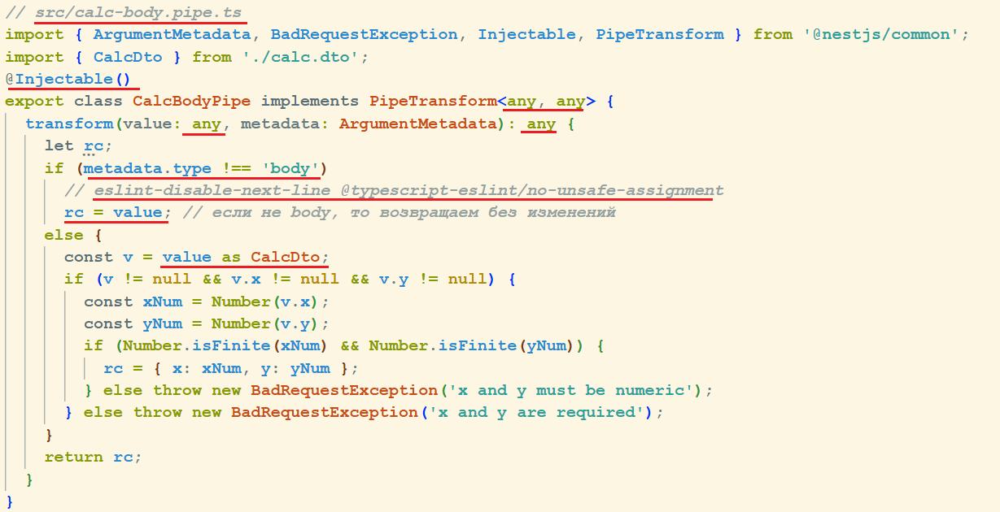 // src/calc-body.pipe.ts
import { ArgumentMetadata, BadRequestException, Injectable, PipeTransform } from '@nestjs/common';
import { CalcDto } from './calc.dto';
@Injectable()
export class CalcBodyPipe implements PipeTransform<any, any> {
  transform(value: any, metadata: ArgumentMetadata): any {
    let rc;
    if (metadata.type !== 'body')
      // eslint-disable-next-line @typescript-eslint/no-unsafe-assignment
      rc = value; // если не body, то возвращаем без изменений
    else {
      const v = value as CalcDto;
      if (v != null && v.x != null && v.y != null) {
        const xNum = Number(v.x);
        const yNum = Number(v.y);
        if (Number.isFinite(xNum) && Number.isFinite(yNum)) {
          rc = { x: xNum, y: yNum };
        } else throw new BadRequestException('x and y must be numeric');
      } else throw new BadRequestException('x and y are required');
    }
    return rc;
  }
}